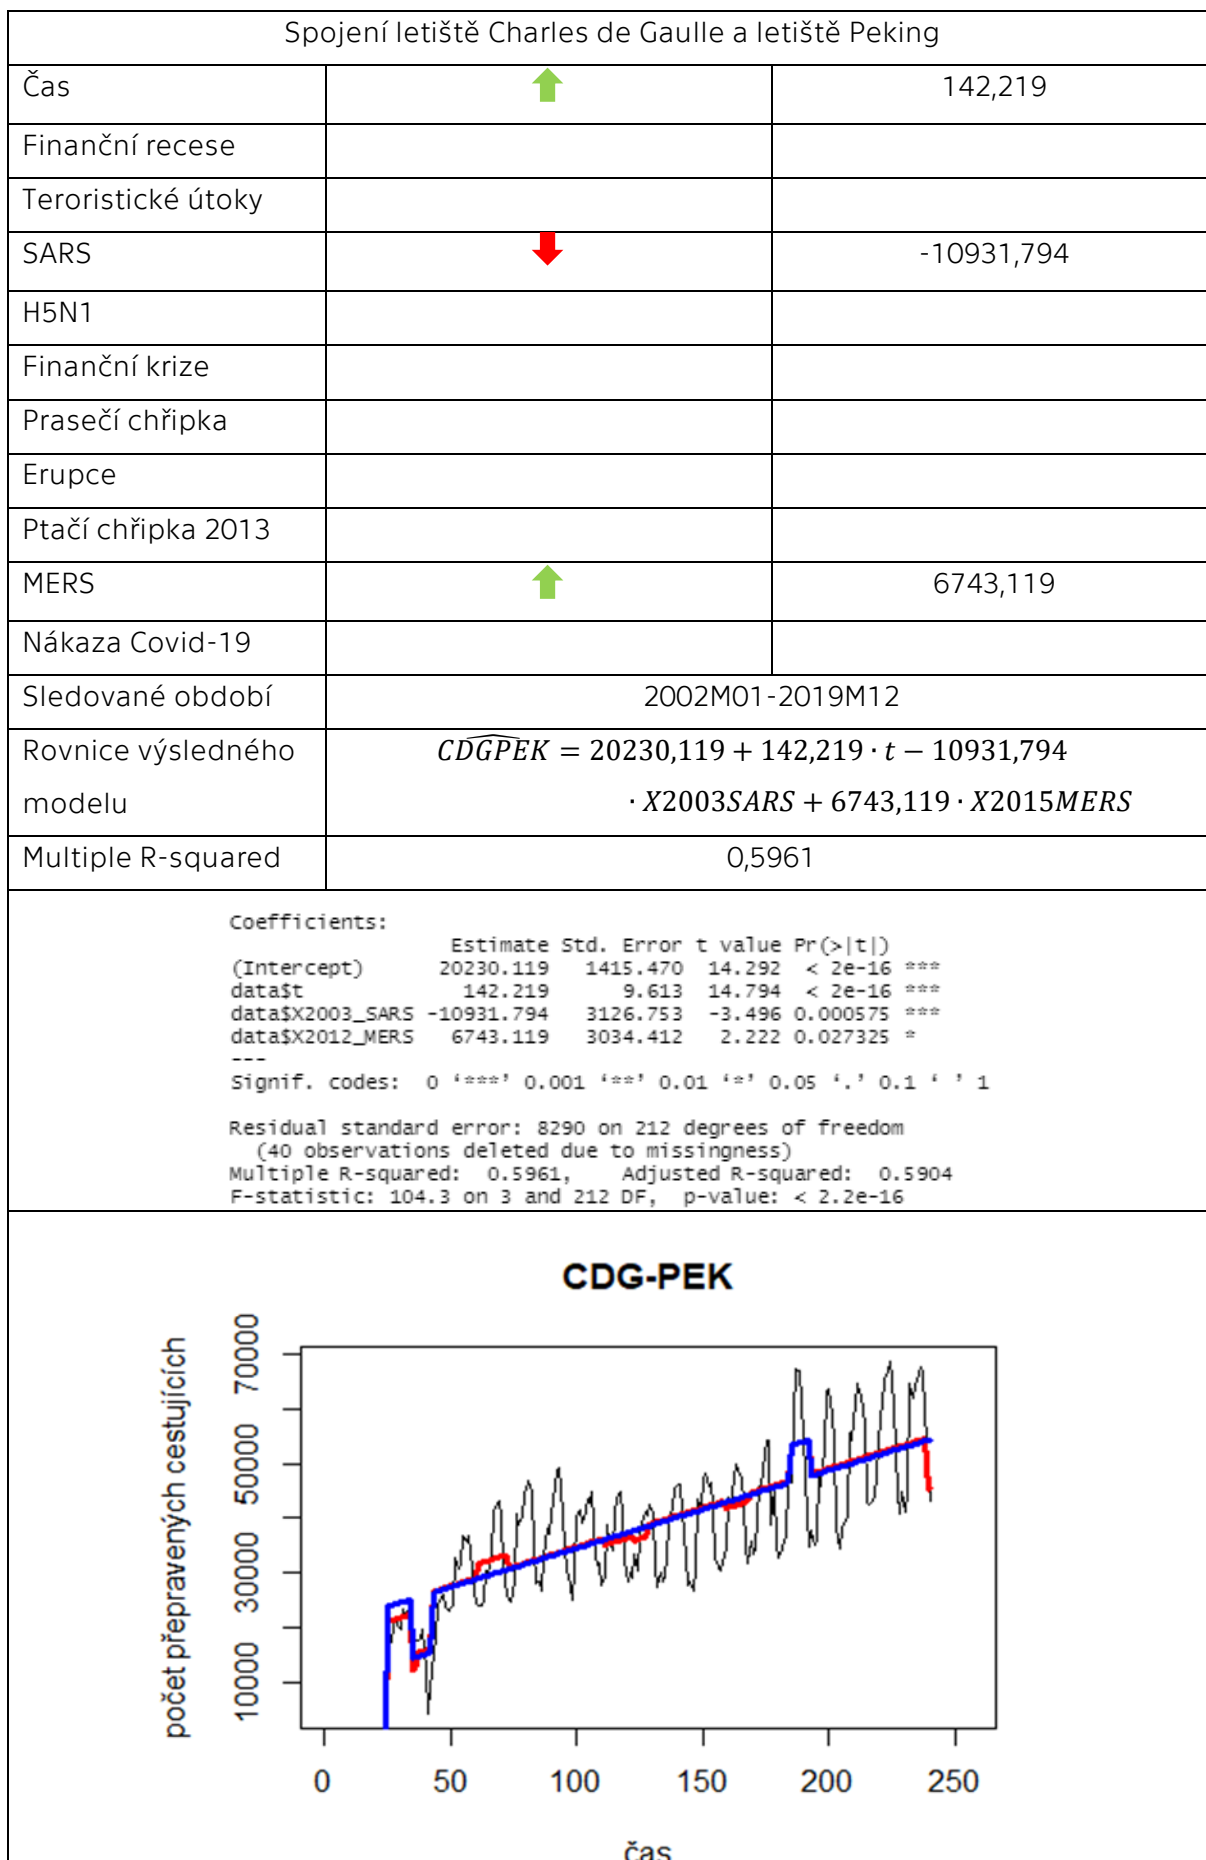 Spojení letiště Charles de Gaulle a letiště Peking
Čas 142,219
Finanční recese
Teroristické útoky
SARS -10931,794
H5N1
Finanční krize
Prasečí chřipka
Erupce
Ptačí chřipka 2013
MERS 6743,119
Nákaza Covid-19
Sledované období 2002M01-2019M12
Rovnice výsledného modelu
\widehat{CDGPEK} = 20230,119 + 142,219 · t − 10931,794
· X2003SARS + 6743,119 · X2015MERS
Multiple R-squared 0,5961
Coefficients:
Estimate Std. Error t value Pr(>|t|)
(Intercept) 20230.119 1415.470 14.292 < 2e-16 ***
data$t 142.219 9.613 14.794 < 2e-16 ***
data$X2003_SARS -10931.794 3126.753 -3.496 0.000575 ***
data$X2012_MERS 6743.119 3034.412 2.222 0.027325 *
---
Signif. codes: 0 ‘***’ 0.001 ‘**’ 0.01 ‘*’ 0.05 ‘.’ 0.1 ‘ ’ 1
Residual standard error: 8290 on 212 degrees of freedom
(40 observations deleted due to missingness)
Multiple R-squared: 0.5961, Adjusted R-squared: 0.5904
F-statistic: 104.3 on 3 and 212 DF, p-value: < 2.2e-16
CDG-PEK
počet přepravených cestujících
70000
50000
30000
10000
0 50 100 150 200 250
čas